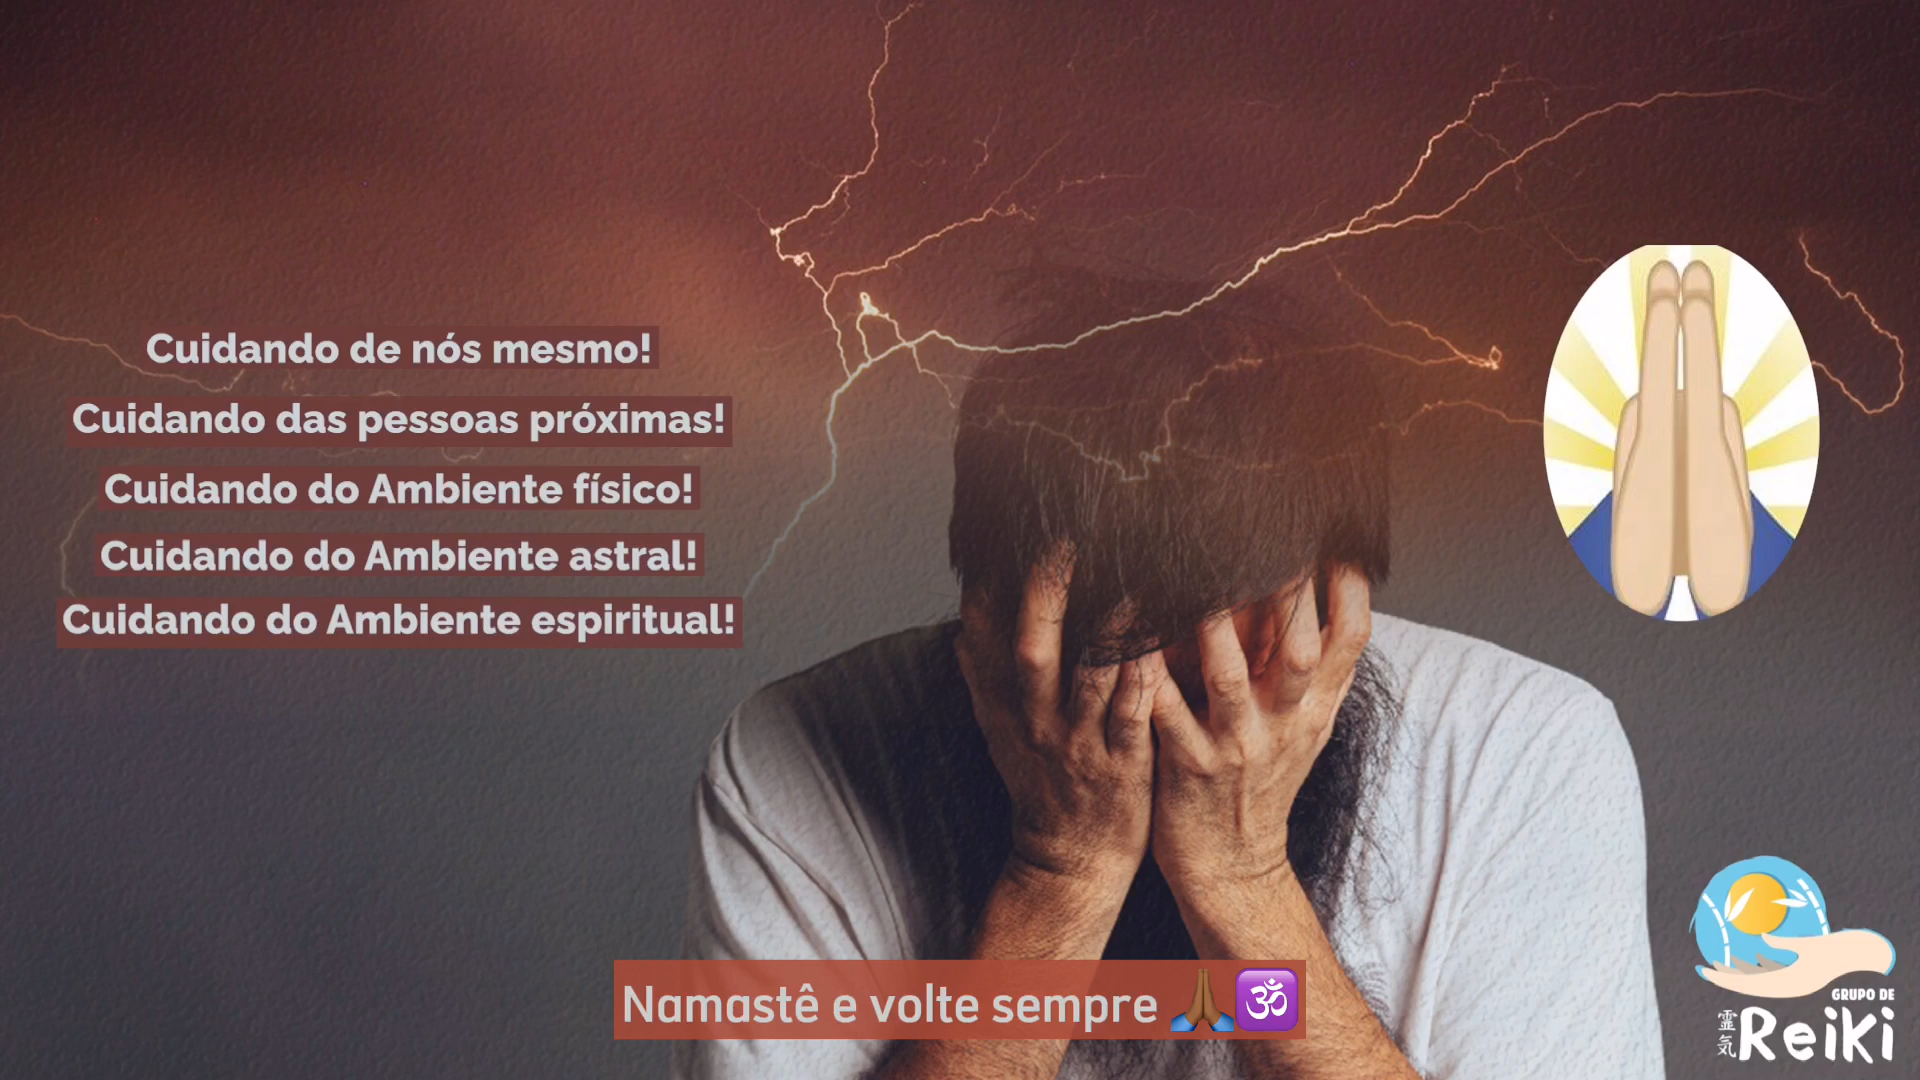 Cuidando de nós mesmo!
Cuidando das pessoas próximas!
Cuidando do Ambiente físico!
Cuidando do Ambiente astral!
Cuidando do Ambiente espiritual!
Namastê e volte sempre 🙏🏾🕉
GRUPO DE
霊気 Reiki